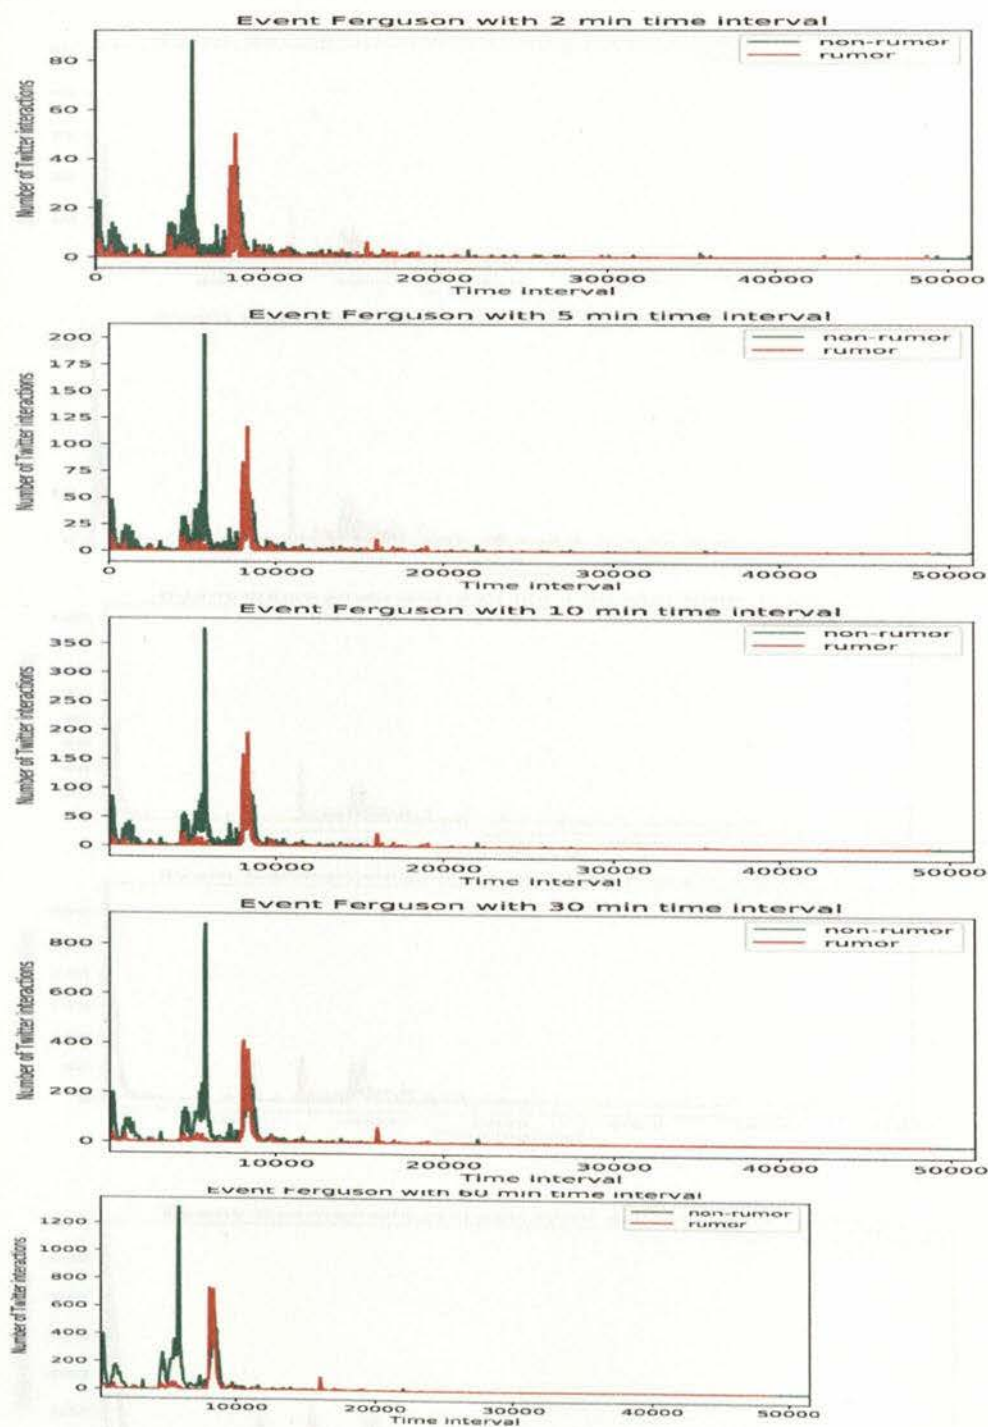 Event Ferguson with 2 min time interval
non-rumor
rumor
Number of Twitter interactions
80
60
40
20
0
0 10000 20000 30000 40000 50000
Time Interval
Event Ferguson with 5 min time interval
non-rumor
rumor
Number of Twitter interactions
200
175
150
125
100
75
50
25
0
0 10000 20000 30000 40000 50000
Time Interval
Event Ferguson with 10 min time interval
non-rumor
rumor
Number of Twitter interactions
350
300
250
200
150
100
50
0
10000 20000 30000 40000 50000
Time Interval
Event Ferguson with 30 min time interval
non-rumor
rumor
Number of Twitter interactions
800
600
400
200
0
10000 20000 30000 40000 50000
Time Interval
Event Ferguson with 60 min time interval
non-rumor
rumor
Number of Twitter interactions
1200
1000
800
600
400
200
0
10000 20000 30000 40000 50000
Time Interval